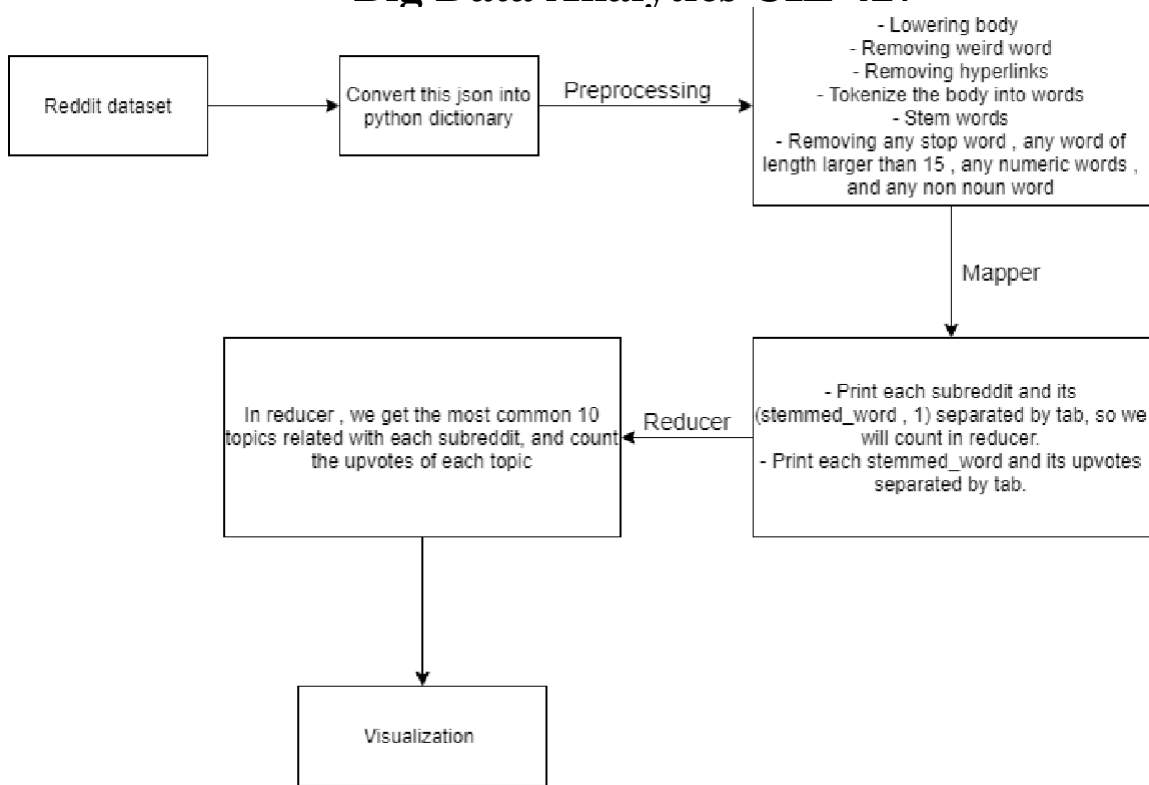 Big Data Analytics
- Lowering body
- Removing weird word
- Removing hyperlinks
- Tokenize the body into words
- Stem words
- Removing any stop word , any word of
length larger than 15 , any numeric words ,
and any non noun word
Reddit dataset
Convert this json into
python dictionary
Preprocessing
Mapper
- Print each subreddit and its
(stemmed_word , 1) separated by tab, so we
will count in reducer.
- Print each stemmed_word and its upvotes
separated by tab.
Reducer
In reducer , we get the most common 10
topics related with each subreddit, and count
the upvotes of each topic
Visualization